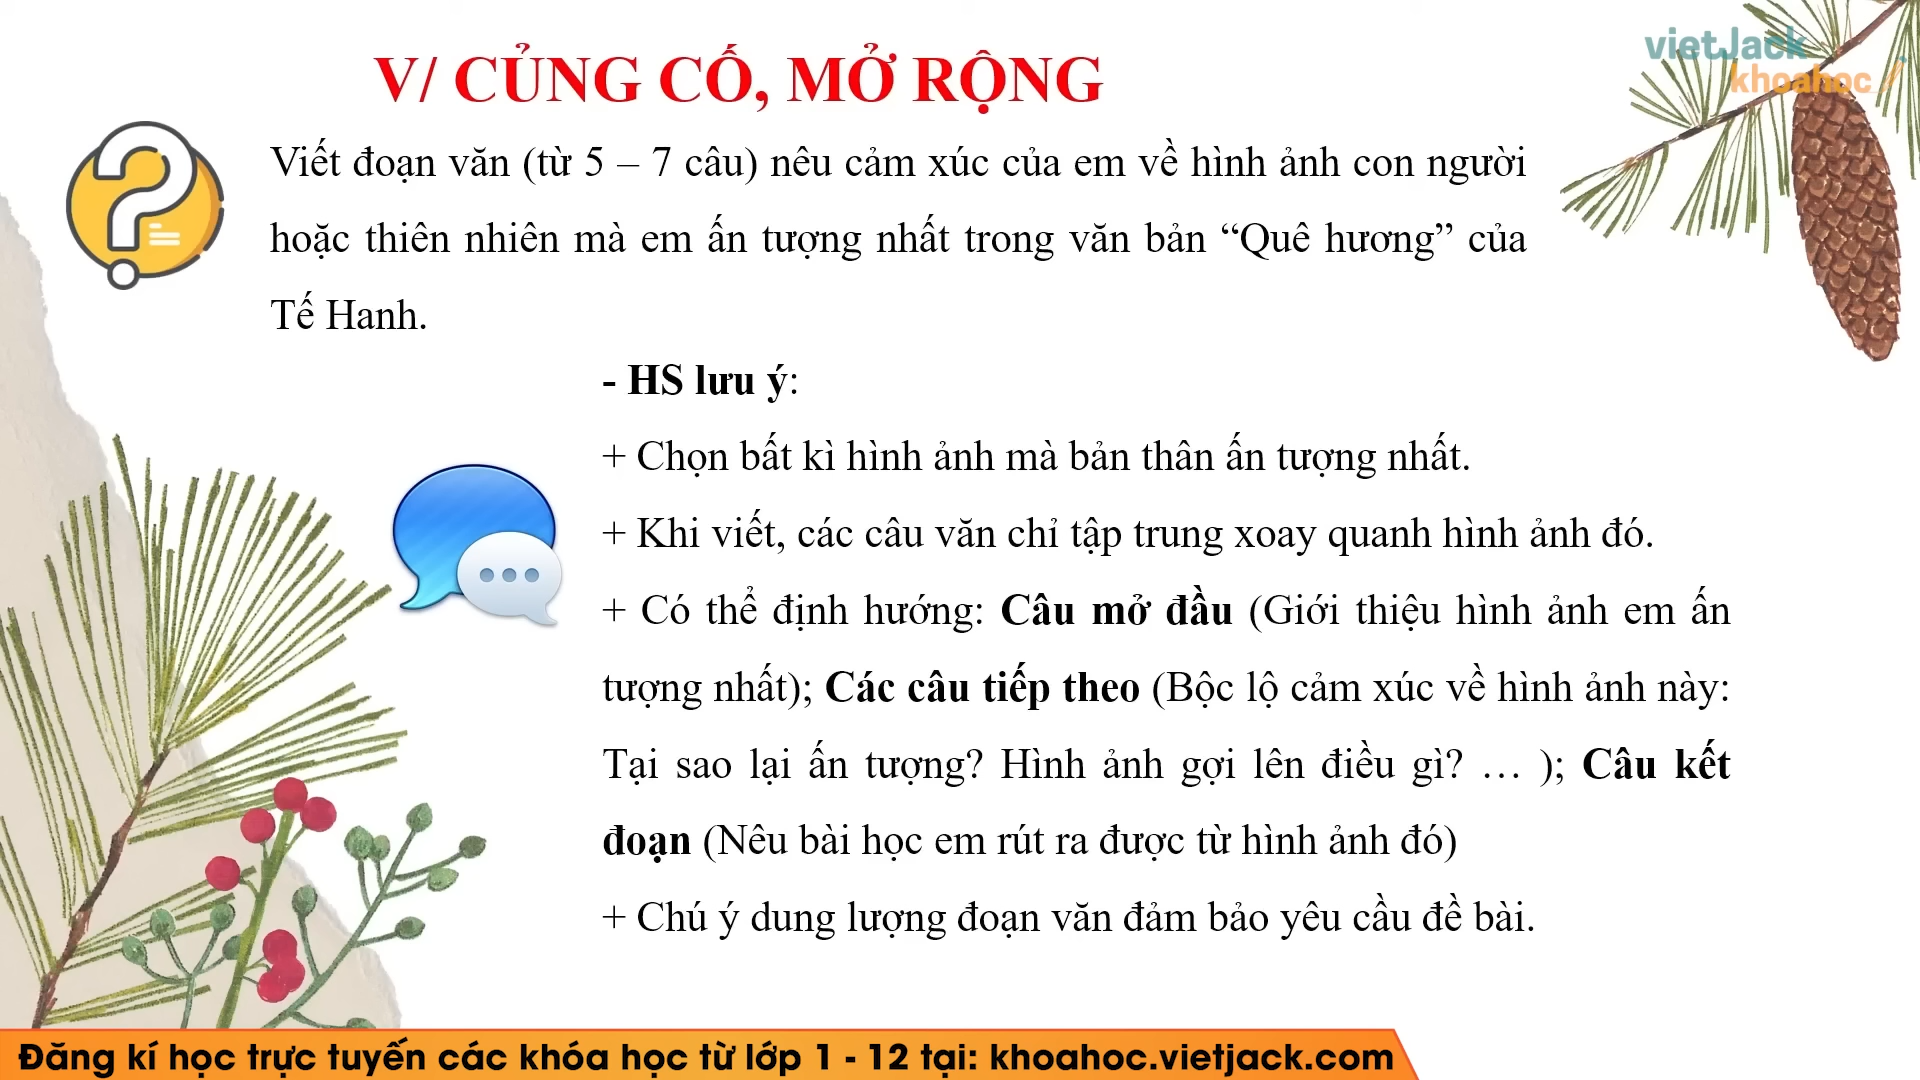 vietJack
khoahoc
V/ CỦNG CỐ, MỞ RỘNG
Viết đoạn văn (từ 5 – 7 câu) nêu cảm xúc của em về hình ảnh con người
hoặc thiên nhiên mà em ấn tượng nhất trong văn bản “Quê hương” của
Tế Hanh.
- HS lưu ý:
+ Chọn bất kì hình ảnh mà bản thân ấn tượng nhất.
+ Khi viết, các câu văn chỉ tập trung xoay quanh hình ảnh đó.
+ Có thể định hướng: Câu mở đầu (Giới thiệu hình ảnh em ấn
tượng nhất); Các câu tiếp theo (Bộc lộ cảm xúc về hình ảnh này:
Tại sao lại ấn tượng? Hình ảnh gợi lên điều gì? … ); Câu kết
đoạn (Nêu bài học em rút ra được từ hình ảnh đó)
+ Chú ý dung lượng đoạn văn đảm bảo yêu cầu đề bài.
Đăng kí học trực tuyến các khóa học từ lớp 1 - 12 tại: khoahoc.vietjack.com